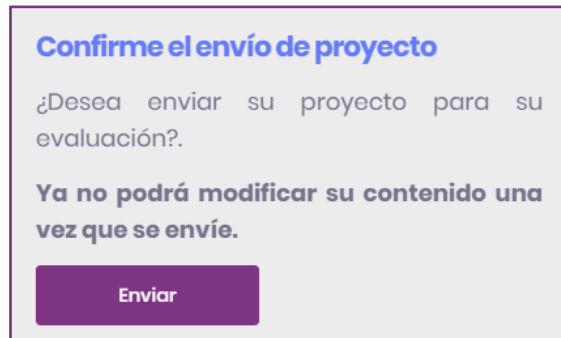 Confirme el envío de proyecto
¿Desea enviar su proyecto para su
evaluación?.
Ya no podrá modificar su contenido una
vez que se envíe.
Enviar